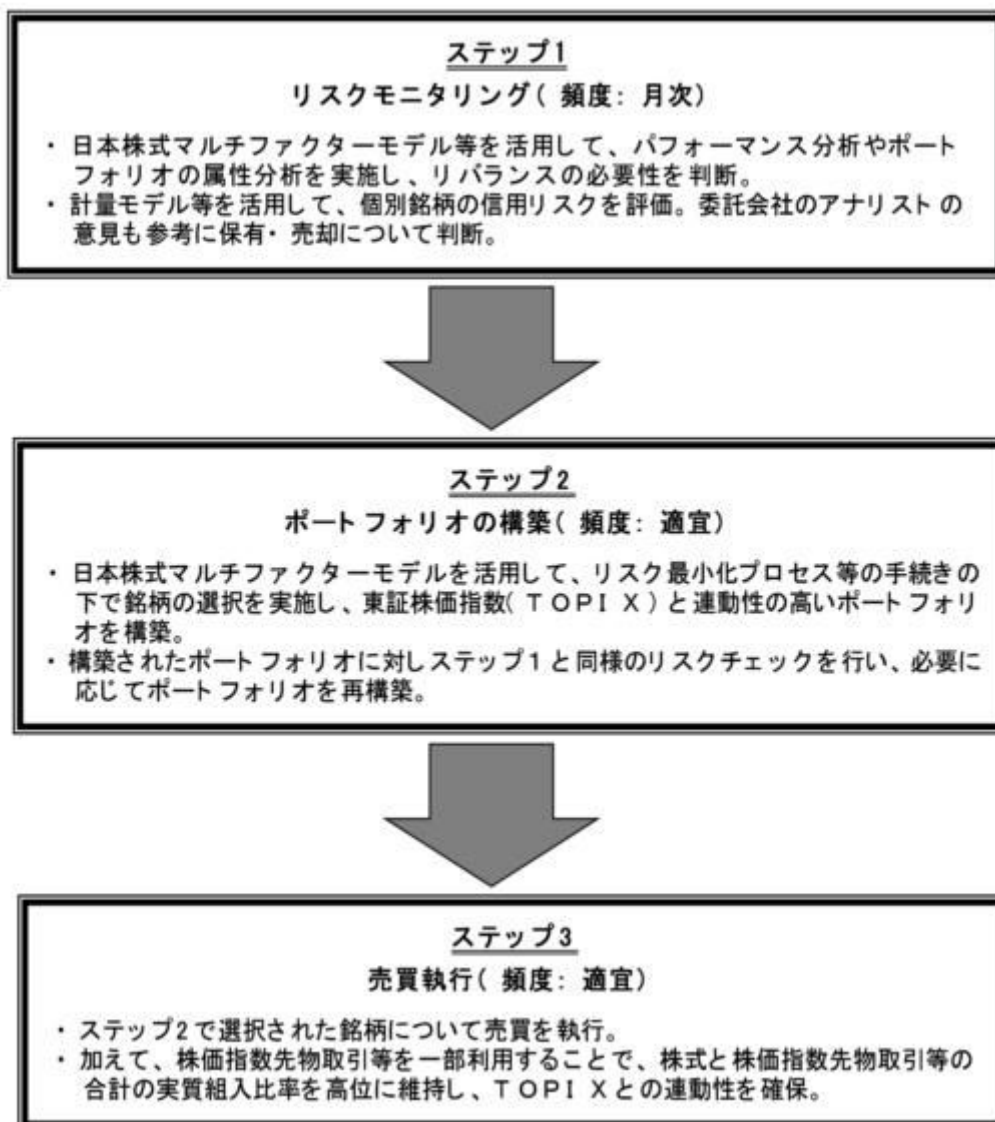 ステップ1
リスクモニタリング(頻度: 月次)
・日本株式マルチファクターモデル等を活用して、パフォーマンス分析やポート
フォリオの属性分析を実施し、リバランスの必要性を判断。
・計量モデル等を活用して、個別銘柄の信用リスクを評価。委託会社のアナリストの
意見も参考に保有・売却について判断。
ステップ2
ポートフォリオの構築(頻度: 適宜)
・日本株式マルチファクターモデルを活用して、リスク最小化プロセス等の手続きの
下で銘柄の選択を実施し、東証株価指数(TOPIX)と連動性の高いポートフォリ
オを構築。
・構築されたポートフォリオに対しステップ1と同様のリスクチェックを行い、必要に
応じてポートフォリオを再構築。
ステップ3
売買執行(頻度: 適宜)
・ステップ2で選択された銘柄について売買を執行。
・加えて、株価指数先物取引等を一部利用することで、株式と株価指数先物取引等の
合計の実質組入比率を高位に維持し、TOPIXとの連動性を確保。